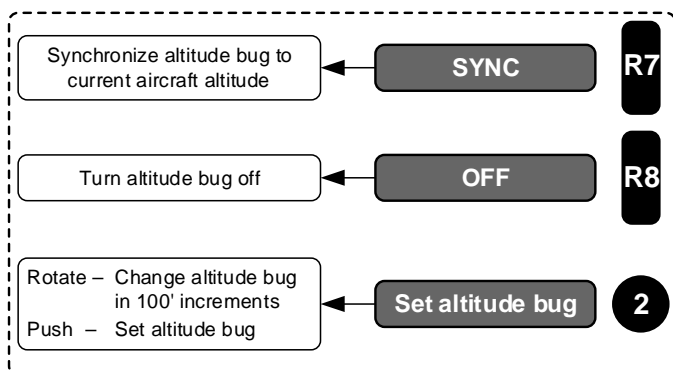 Synchronize altitude bug to
current aircraft altitude
SYNC
R7
Turn altitude bug off
OFF
R8
Rotate – Change altitude bug
in 100' increments
Push – Set altitude bug
Set altitude bug
2